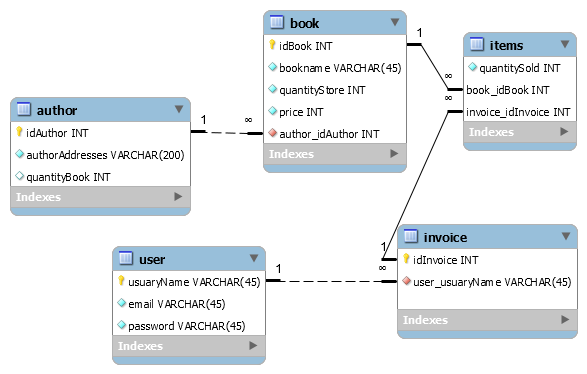 author
idAuthor INT
authorAddresses VARCHAR(200)
quantityBook INT
Indexes
1
∞
book
idBook INT
bookname VARCHAR(45)
quantityStore INT
price INT
author_idAuthor INT
Indexes
1
∞
items
quantitySold INT
book_idBook INT
invoice_idInvoice INT
Indexes
∞
1
user
usuaryName VARCHAR(45)
email VARCHAR(45)
password VARCHAR(45)
Indexes
1
∞
invoice
idInvoice INT
user_usuaryName VARCHAR(45)
Indexes